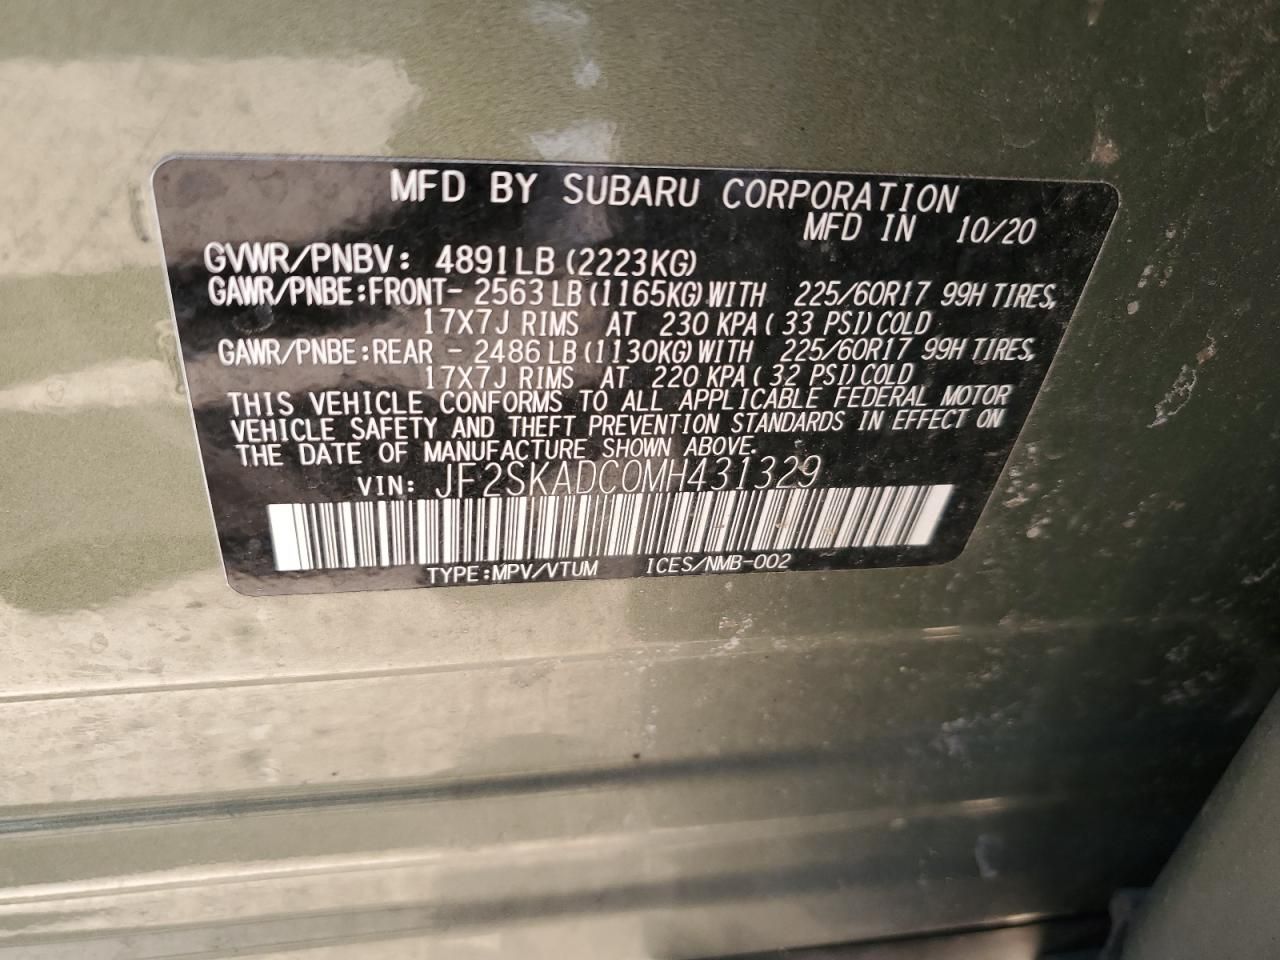 MFD BY SUBARU CORPORATION
MFD IN 10/20
GVWR/PNBV: 4891LB (2223KG)
GAWR/PNBE:FRONT- 2563LB(1165KG)WITH 225/60R17 99H TIRES,
17X7J RIMS AT 230 KPA( 33 PSI)COLD
GAWR/PNBE:REAR - 2486LB(1130KG)WITH 225/60R17 99H TIRES,
17X7J RIMS AT 220 KPA( 32 PSI)COLD
THIS VEHICLE CONFORMS TO ALL APPLICABLE FEDERAL MOTOR
VEHICLE SAFETY AND THEFT PREVENTION STANDARDS IN EFFECT ON
THE DATE OF MANUFACTURE SHOWN ABOVE.
VIN: JF2SKADC0MH431329
TYPE:MPV/VTUM ICES/NMB-002